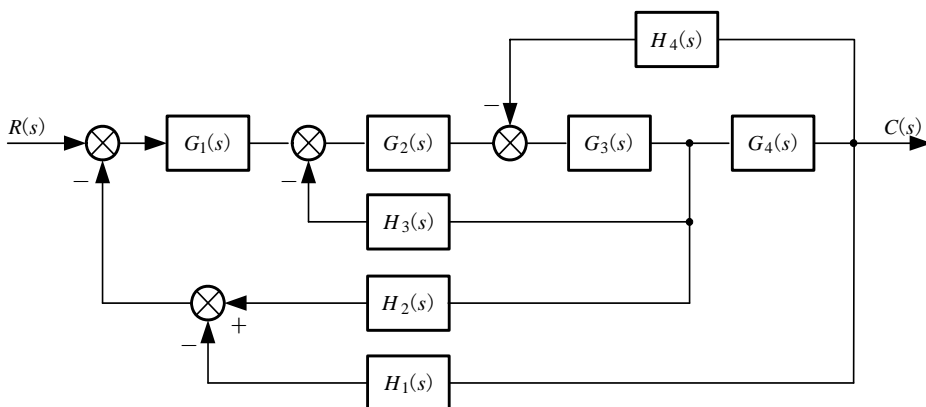 H₄(s)
−
R(s)
G₁(s)
G₂(s)
G₃(s)
G₄(s)
C(s)
−
−
H₃(s)
H₂(s)
+
−
H₁(s)